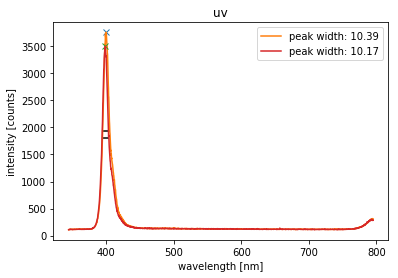 uv
peak width: 10.39
peak width: 10.17
intensity [counts]
3500
3000
2500
2000
1500
1000
500
0
400
500
600
700
800
wavelength [nm]